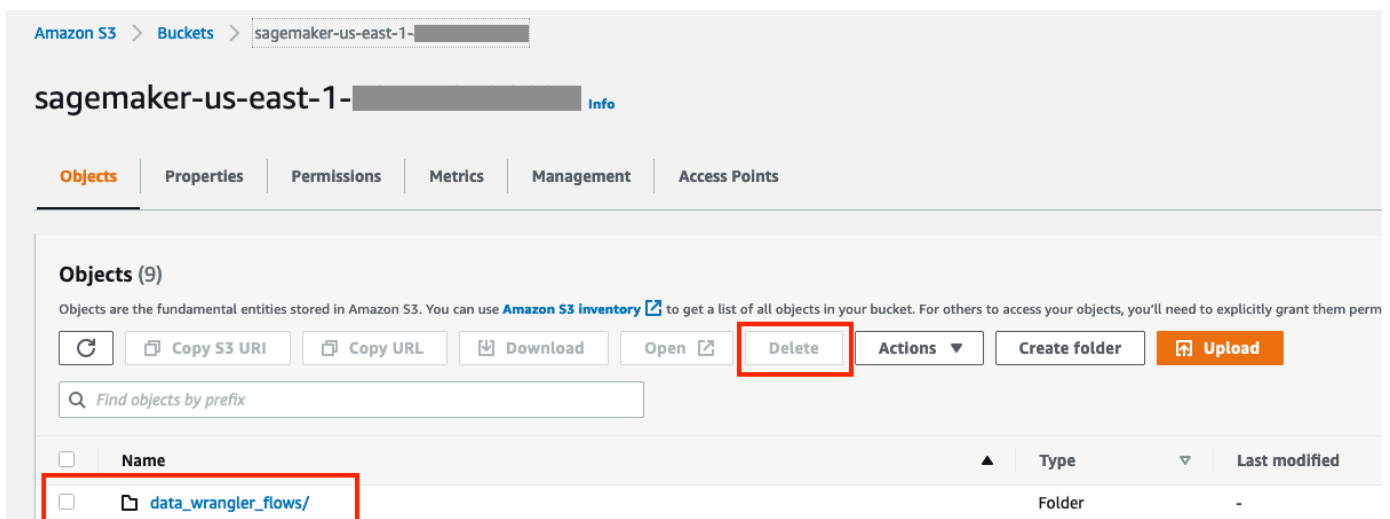 Amazon S3 > Buckets > sagemaker-us-east-1-
sagemaker-us-east-1- Info
Objects Properties Permissions Metrics Management Access Points
Objects (9)
Objects are the fundamental entities stored in Amazon S3. You can use Amazon S3 inventory to get a list of all objects in your bucket. For others to access your objects, you'll need to explicitly grant them perm
Copy S3 URI Copy URL Download Open Delete Actions Create folder Upload
Find objects by prefix
Name Type Last modified
data_wrangler_flows/ Folder -